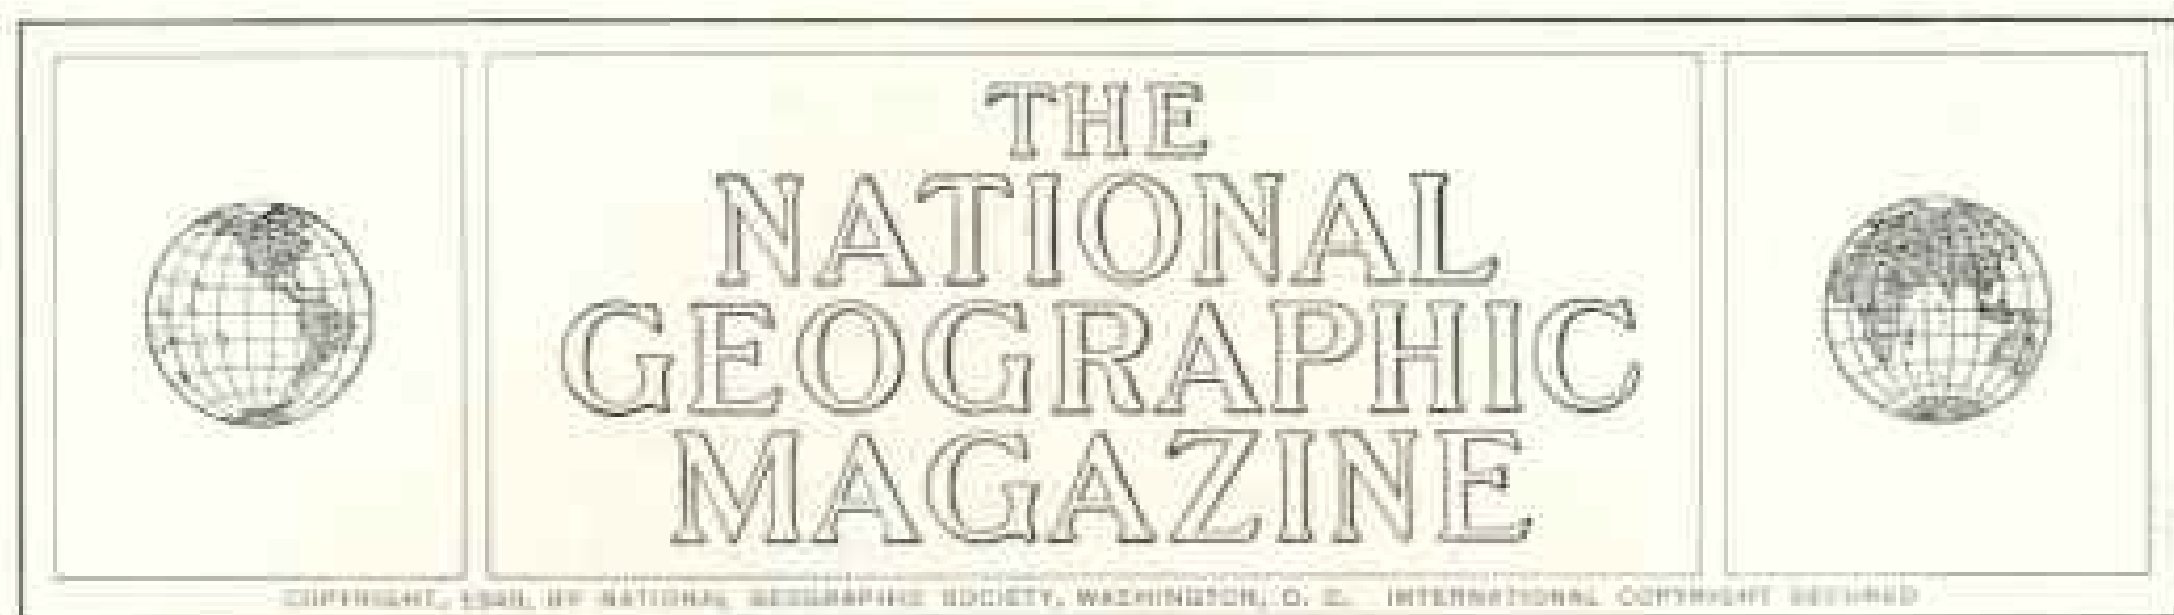 THE
NATIONAL
GEOGRAPHIC
MAGAZINE
COPYRIGHT, BY NATIONAL GEOGRAPHIC SOCIETY, WASHINGTON, D. C. INTERNATIONAL COPYRIGHT SECURED